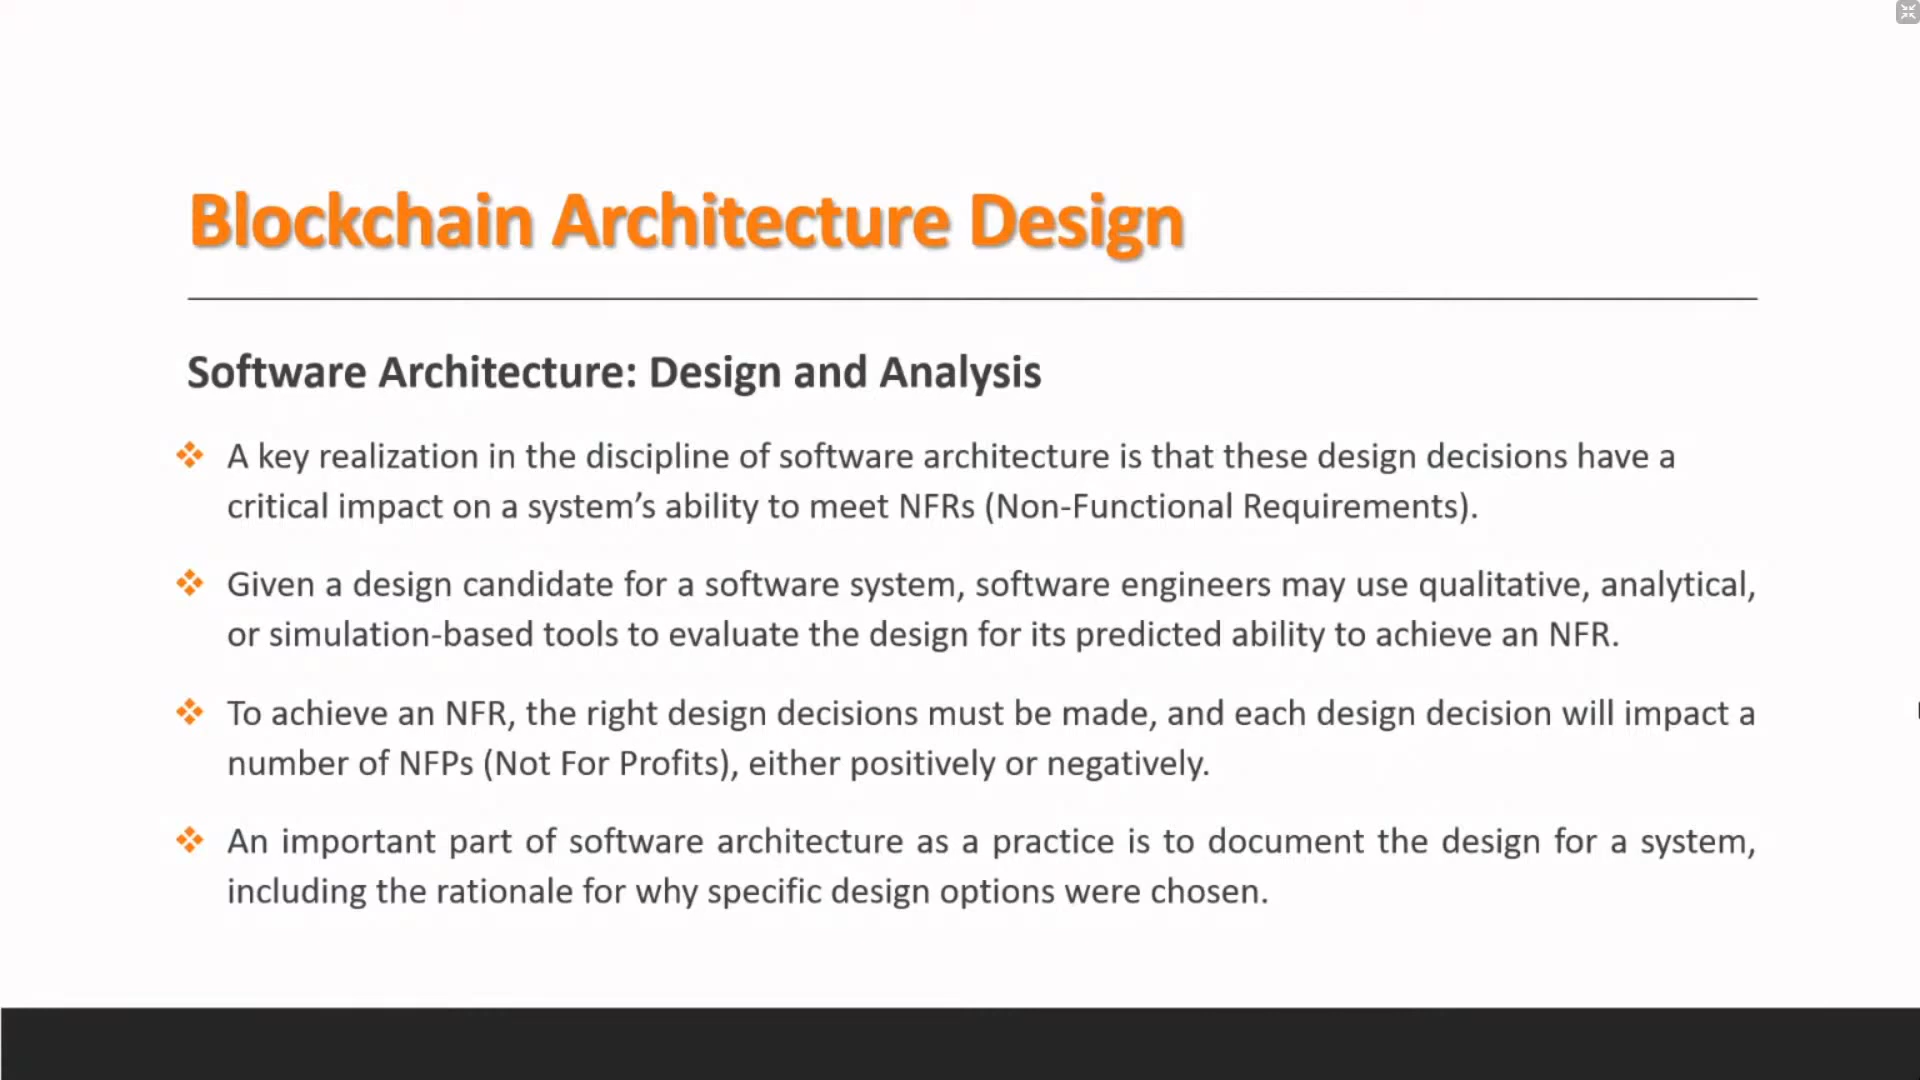 Blockchain Architecture Design
Software Architecture: Design and Analysis
A key realization in the discipline of software architecture is that these design decisions have a
critical impact on a system’s ability to meet NFRs (Non-Functional Requirements).
Given a design candidate for a software system, software engineers may use qualitative, analytical,
or simulation-based tools to evaluate the design for its predicted ability to achieve an NFR.
To achieve an NFR, the right design decisions must be made, and each design decision will impact a
number of NFPs (Not For Profits), either positively or negatively.
An important part of software architecture as a practice is to document the design for a system,
including the rationale for why specific design options were chosen.